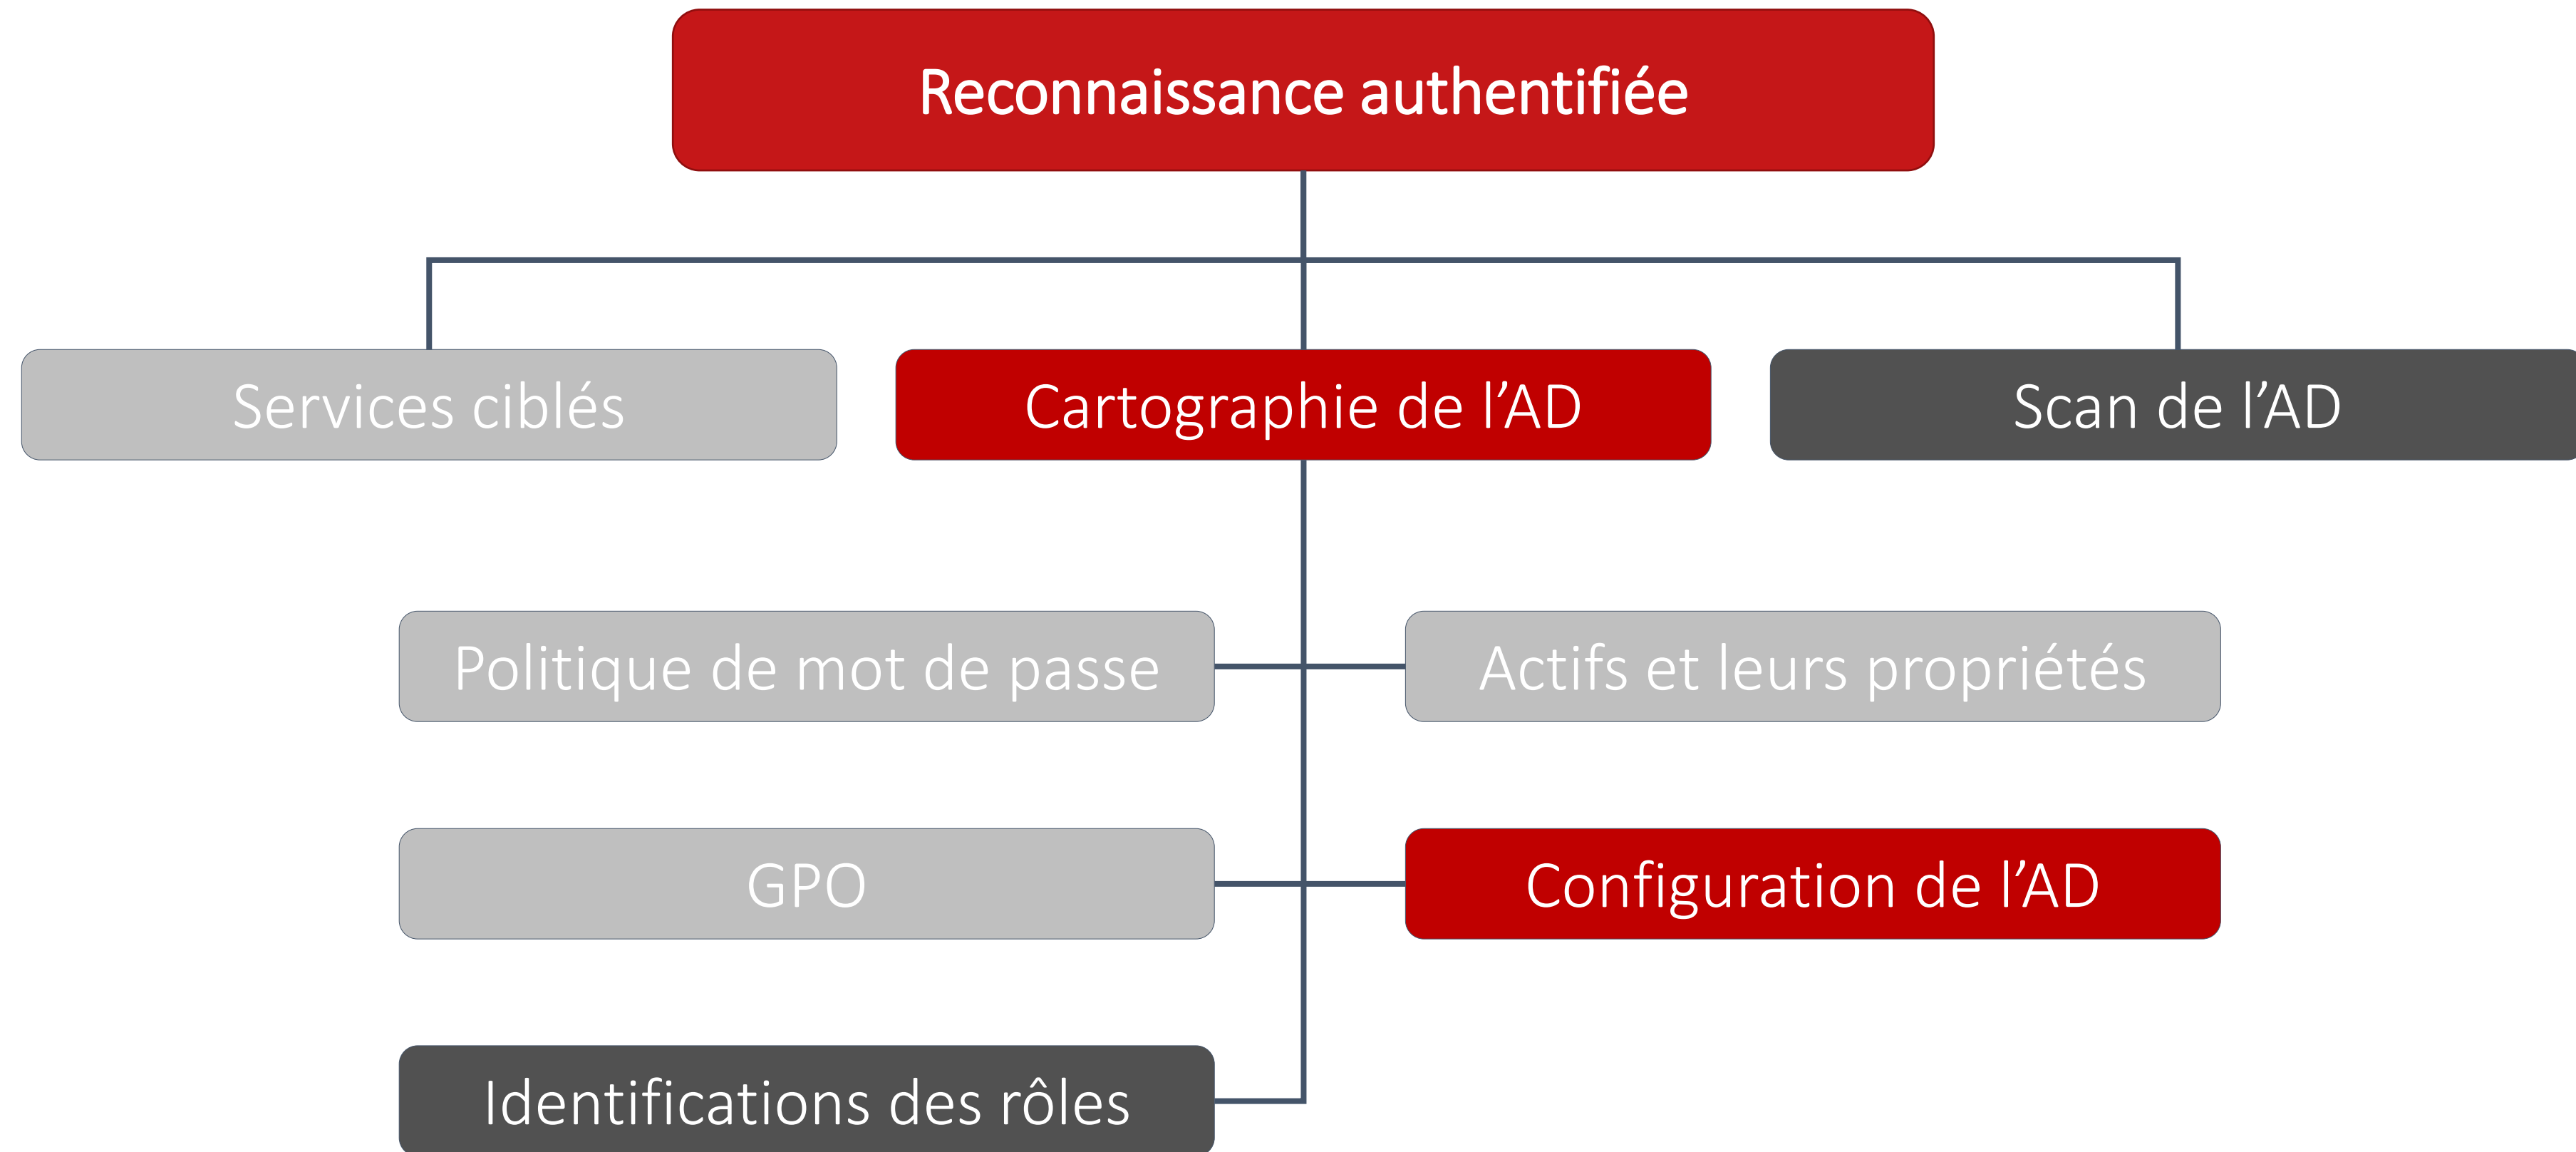 Reconnaissance authentifiée
Services ciblés
Cartographie de l’AD
Scan de l’AD
Politique de mot de passe
Actifs et leurs propriétés
GPO
Configuration de l’AD
Identifications des rôles